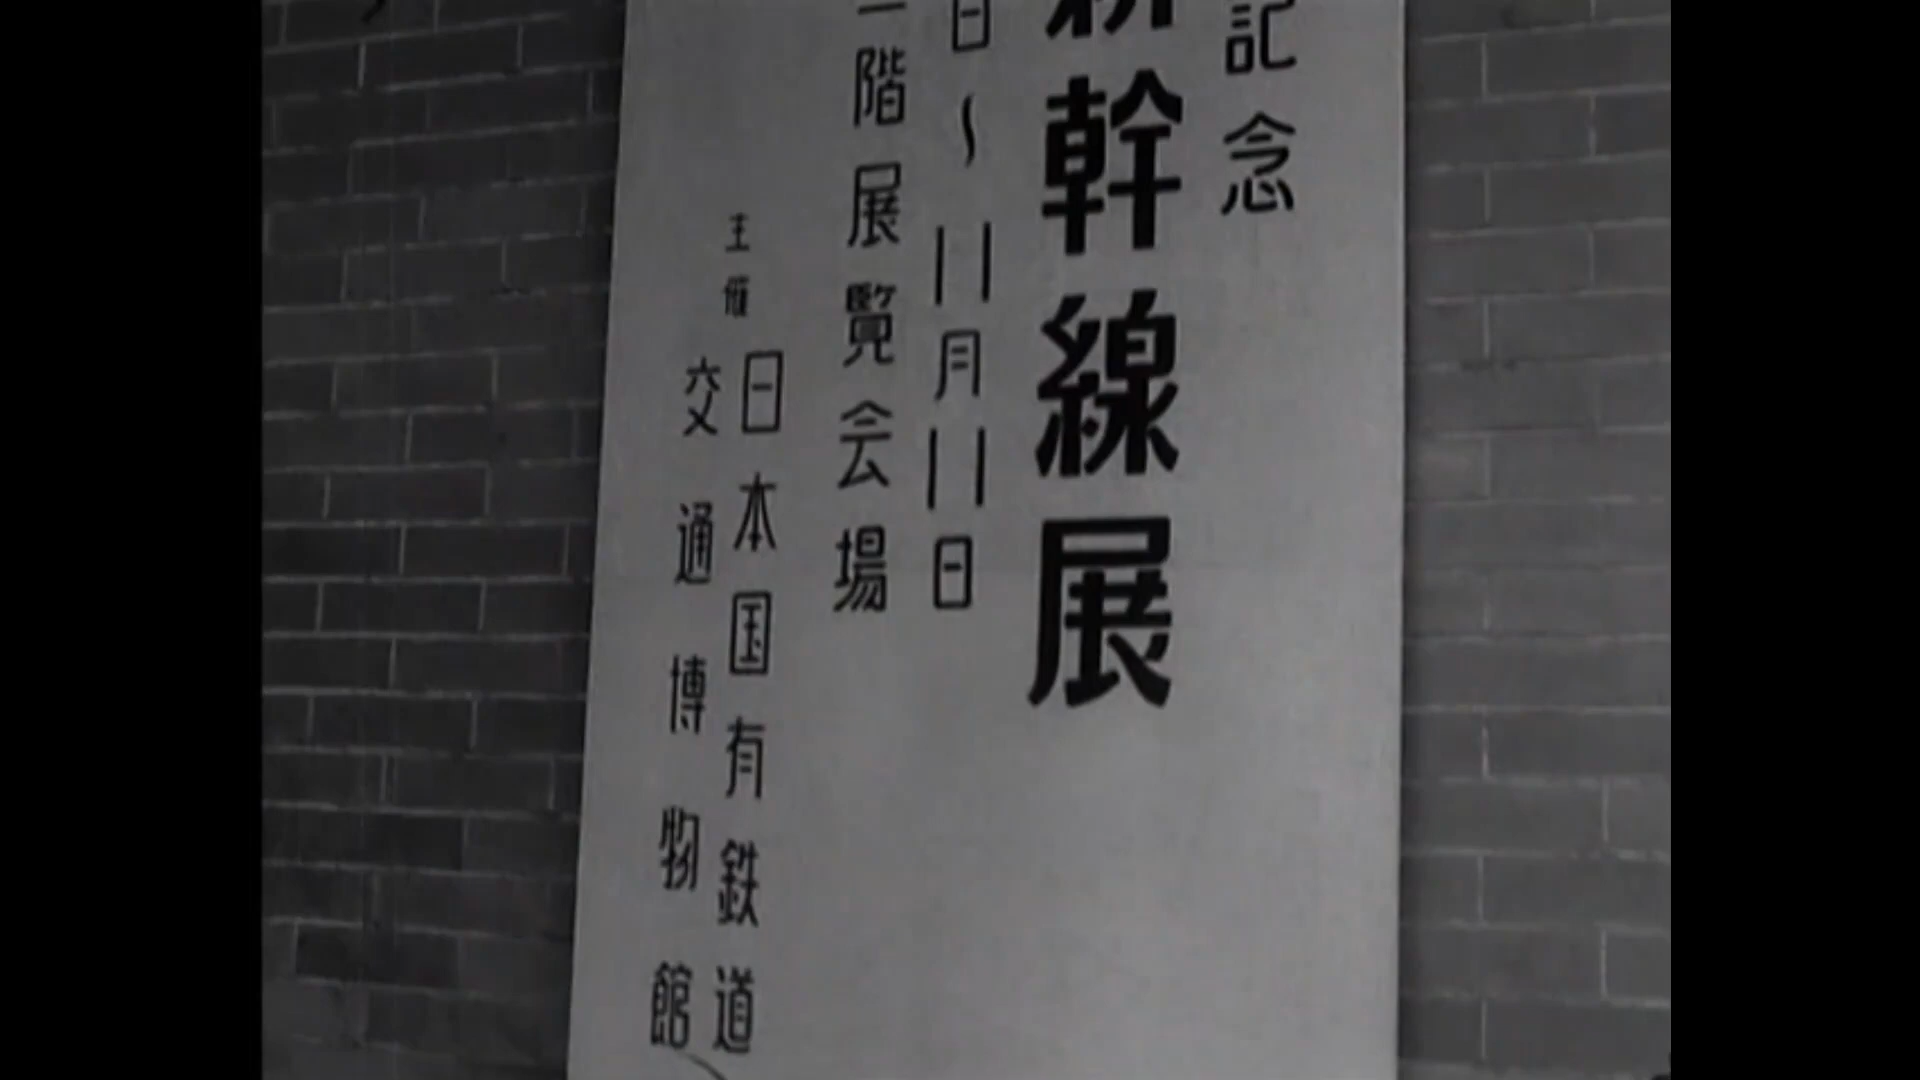 記念
新幹線展
日～11月11日
階展覧会場
主催
日本国有鉄道
交通博物館